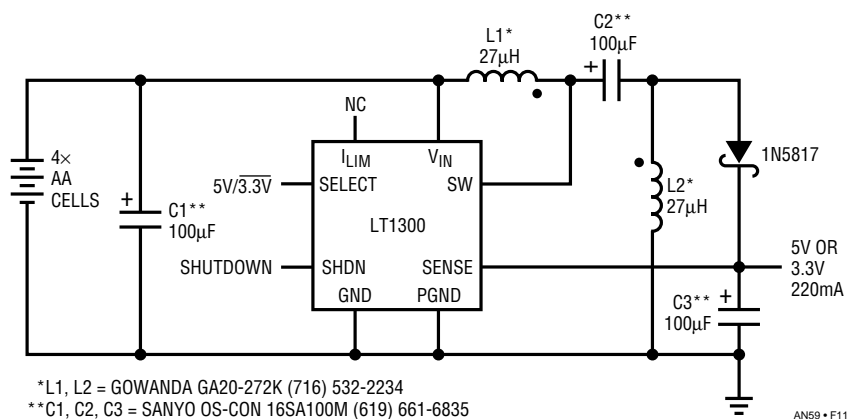 L1*
27µH
C2**
100µF
+
NC
4×
AA
CELLS
+
C1**
100µF
I_LIM
V_IN
5V/3.3V
SELECT
SW
LT1300
SHUTDOWN
SHDN
SENSE
GND
PGND
L2*
27µH
1N5817
5V OR
3.3V
220mA
C3**
100µF
+
*L1, L2 = GOWANDA GA20-272K (716) 532-2234
**C1, C2, C3 = SANYO OS-CON 16SA100M (619) 661-6835
AN59 • F11